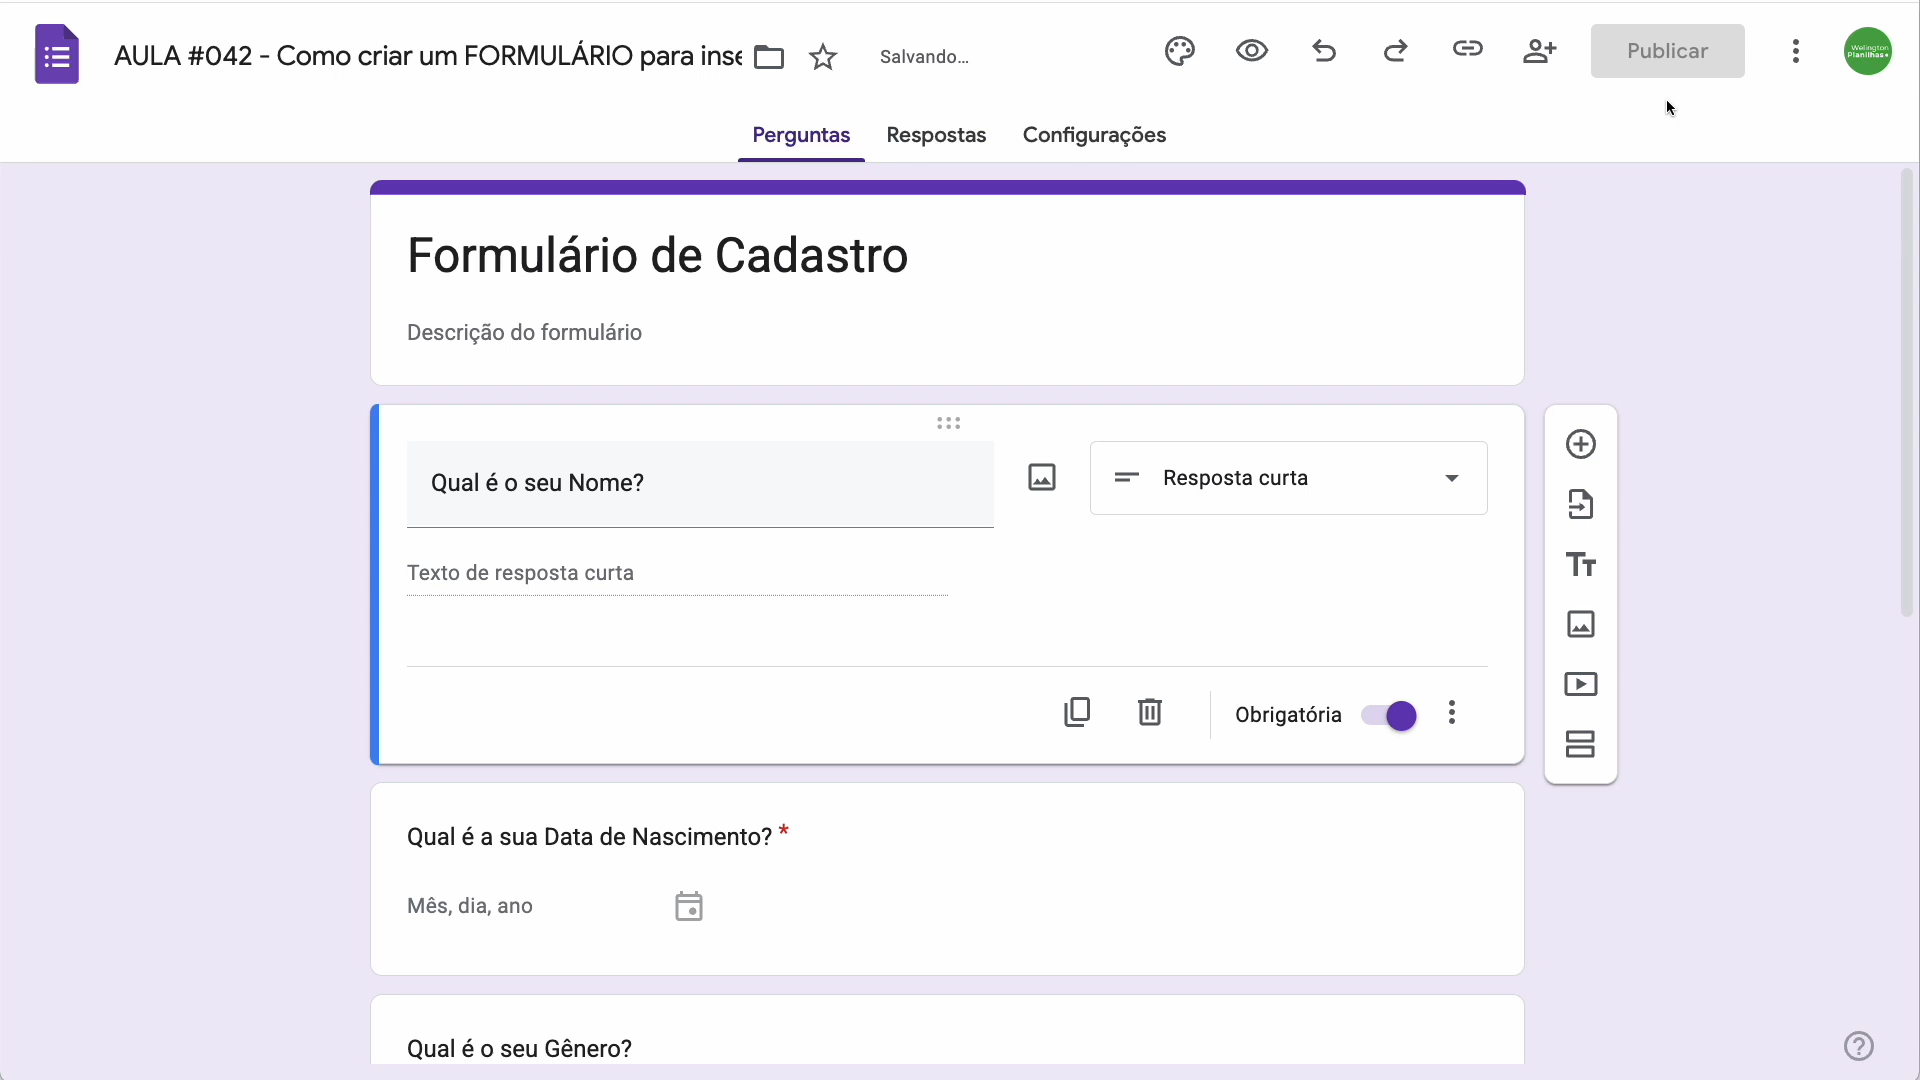 AULA #042 - Como criar um FORMULÁRIO para inse
Salvando...
Publicar
Welington
Planilhas+
Perguntas
Respostas
Configurações
Formulário de Cadastro
Descrição do formulário
Qual é o seu Nome?
Resposta curta
Texto de resposta curta
Obrigatória
Qual é a sua Data de Nascimento? *
Mês, dia, ano
Qual é o seu Gênero?